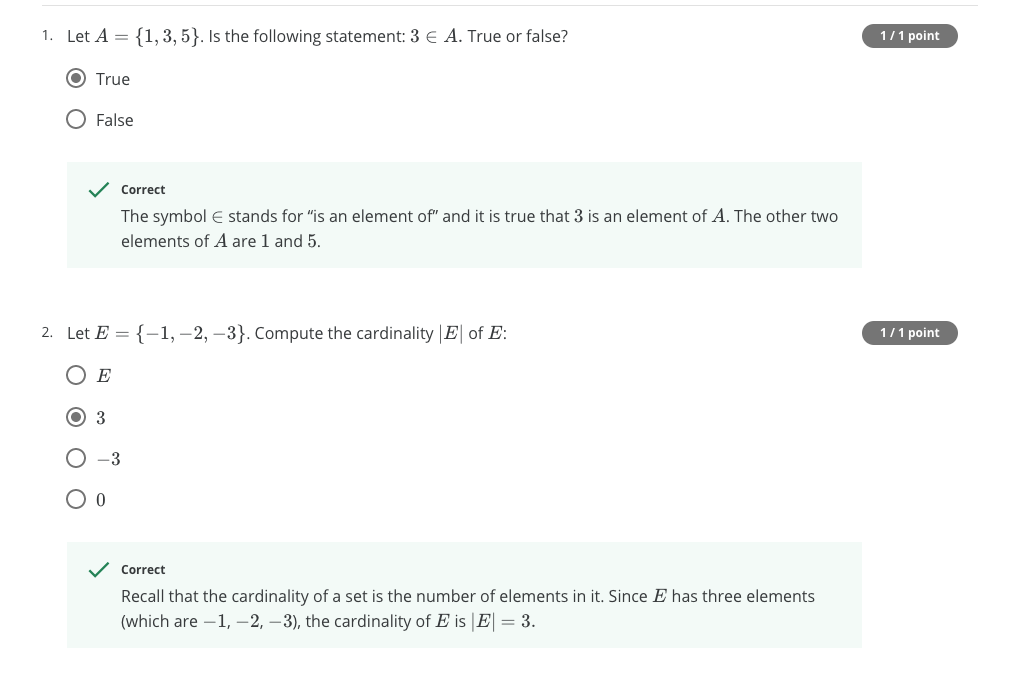 1. Let A = {1, 3, 5}. Is the following statement: 3 ∈ A. True or false?
1 / 1 point
True
False
Correct
The symbol ∈ stands for “is an element of” and it is true that 3 is an element of A. The other two
elements of A are 1 and 5.
2. Let E = {−1, −2, −3}. Compute the cardinality |E| of E:
1 / 1 point
E
3
−3
0
Correct
Recall that the cardinality of a set is the number of elements in it. Since E has three elements
(which are −1, −2, −3), the cardinality of E is |E| = 3.